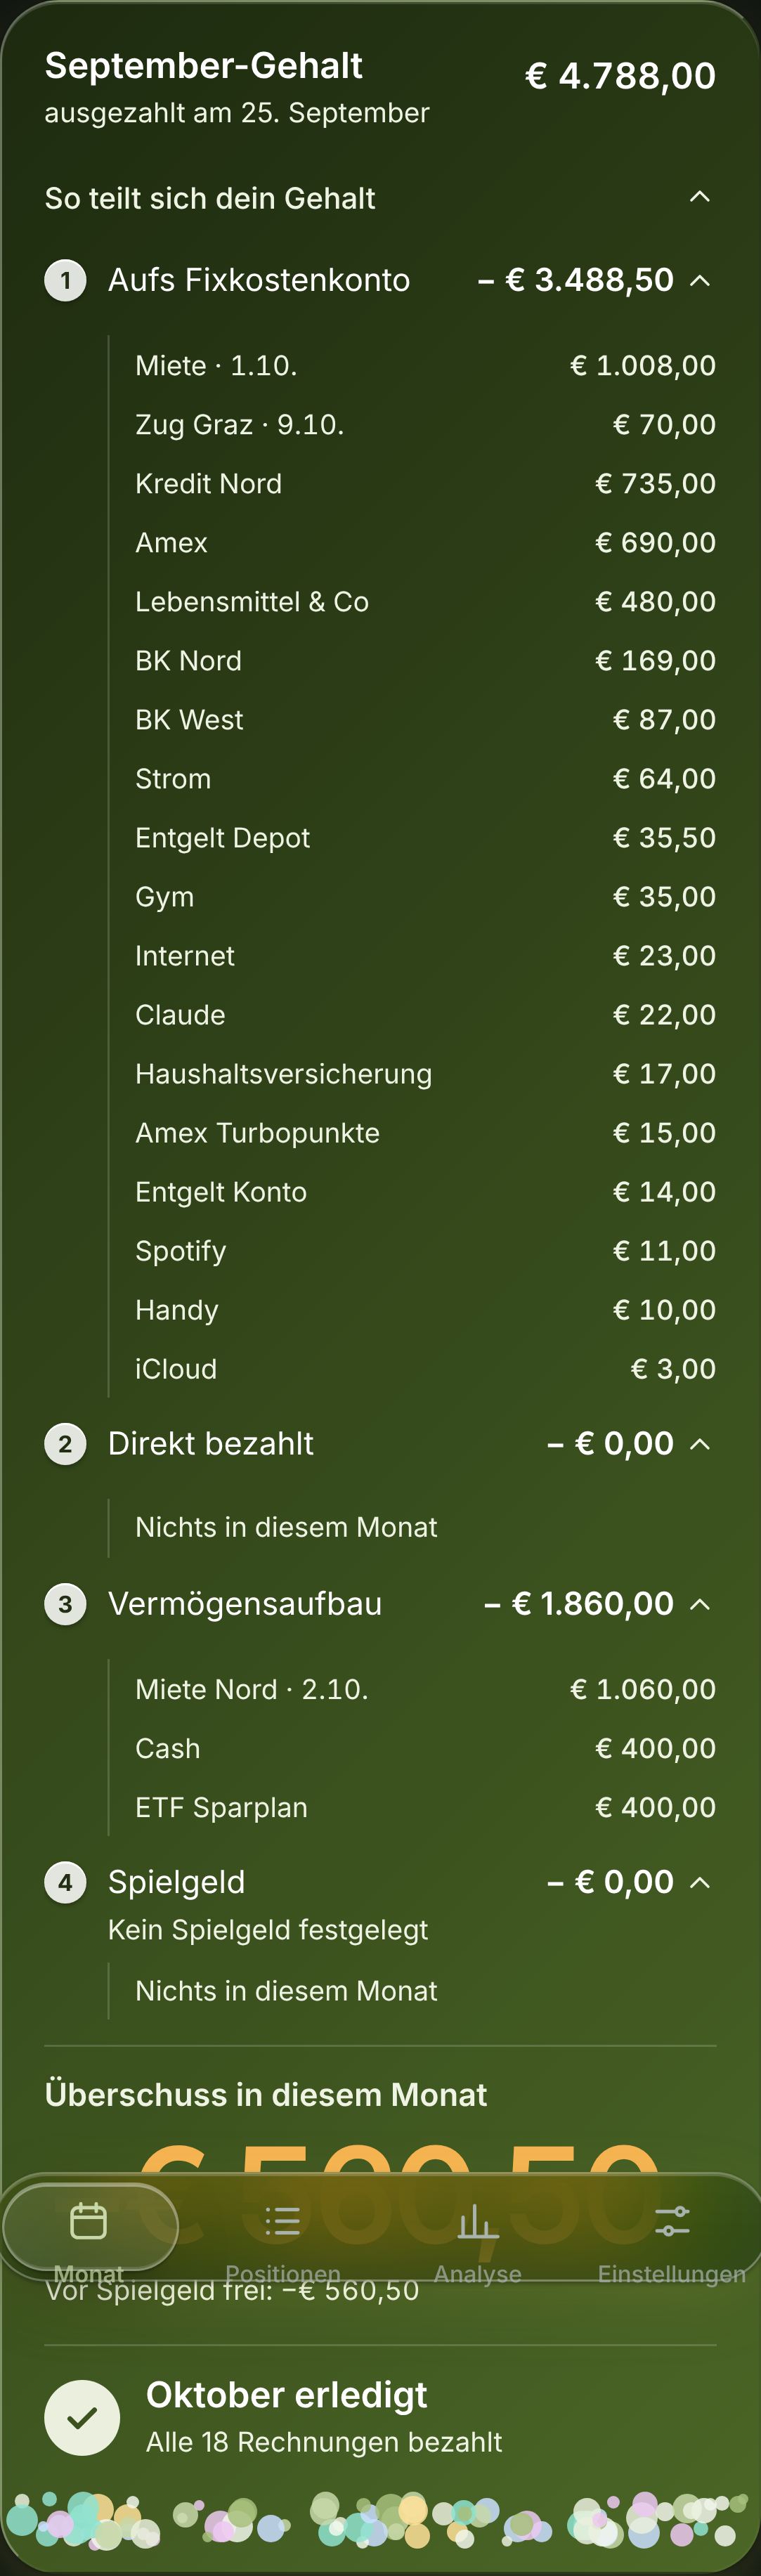 September-Gehalt
€ 4.788,00
ausgezahlt am 25. September
So teilt sich dein Gehalt
1 Aufs Fixkostenkonto – € 3.488,50
Miete · 1.10. € 1.008,00
Zug Graz · 9.10. € 70,00
Kredit Nord € 735,00
Amex € 690,00
Lebensmittel & Co € 480,00
BK Nord € 169,00
BK West € 87,00
Strom € 64,00
Entgelt Depot € 35,50
Gym € 35,00
Internet € 23,00
Claude € 22,00
Haushaltsversicherung € 17,00
Amex Turbopunkte € 15,00
Entgelt Konto € 14,00
Spotify € 11,00
Handy € 10,00
iCloud € 3,00
2 Direkt bezahlt – € 0,00
Nichts in diesem Monat
3 Vermögensaufbau – € 1.860,00
Miete Nord · 2.10. € 1.060,00
Cash € 400,00
ETF Sparplan € 400,00
4 Spielgeld – € 0,00
Kein Spielgeld festgelegt
Nichts in diesem Monat
Überschuss in diesem Monat
€ 560,50
Monat Positionen Analyse Einstellungen
Vor Spielgeld frei: −€ 560,50
Oktober erledigt
Alle 18 Rechnungen bezahlt